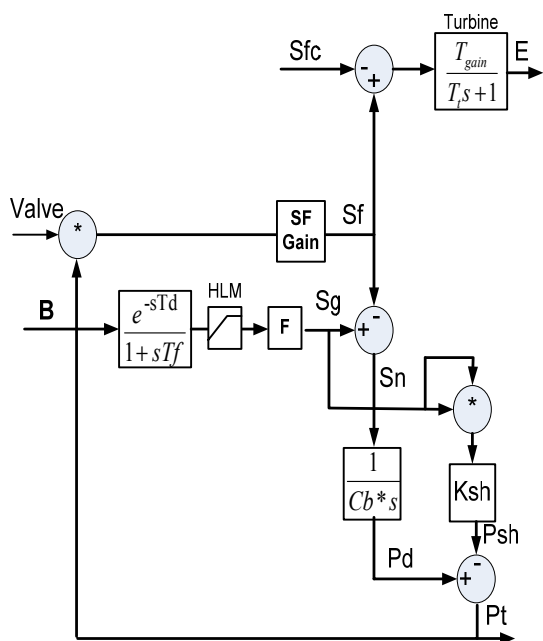 Turbine
Sfc
-
+
T_gain
T_t s+1
E
Valve
*
SF
Gain
Sf
B
e^-sTd
1+sTf
HLM
F
Sg
+
-
Sn
*
1
Cb*s
Ksh
Psh
Pd
+
-
Pt